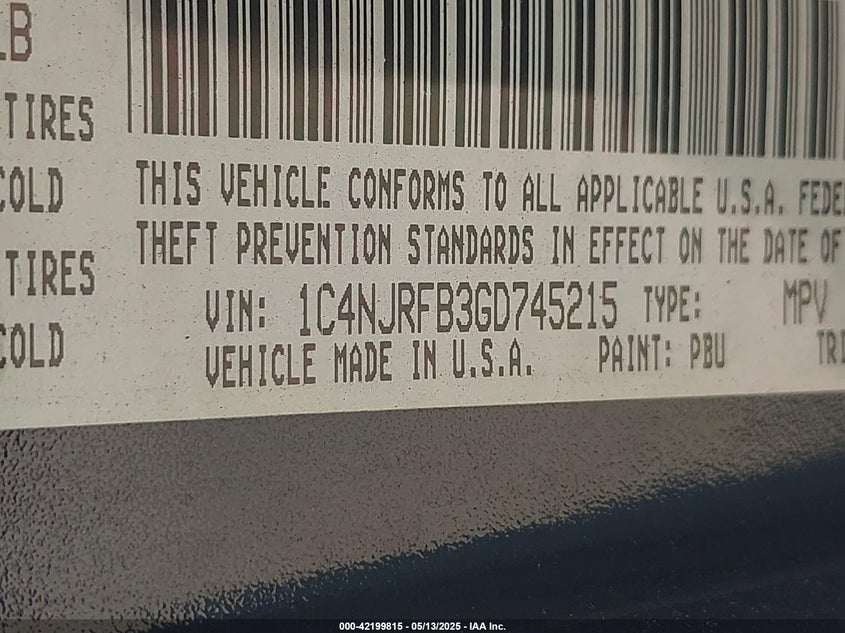 LB
TIRES
COLD
TIRES
COLD
THIS VEHICLE CONFORMS TO ALL APPLICABLE U.S.A. FEDE
THEFT PREVENTION STANDARDS IN EFFECT ON THE DATE OF
VIN: 1C4NJRFB3GD745215 TYPE: MPV
VEHICLE MADE IN U.S.A. PAINT: PBU TRI
000-42199815 - 05/13/2025 - IAA Inc.